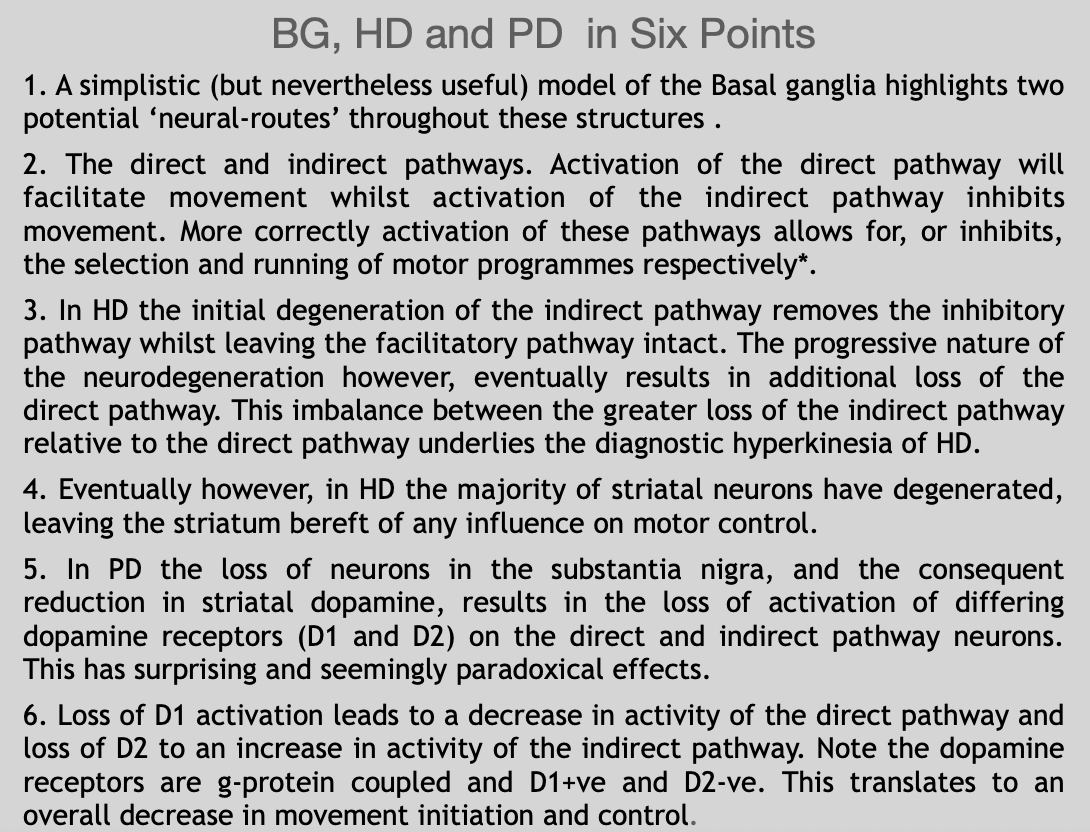 BG, HD and PD in Six Points
1. A simplistic (but nevertheless useful) model of the Basal ganglia highlights two
potential ‘neural-routes’ throughout these structures .
2. The direct and indirect pathways. Activation of the direct pathway will
facilitate movement whilst activation of the indirect pathway inhibits
movement. More correctly activation of these pathways allows for, or inhibits,
the selection and running of motor programmes respectively*.
3. In HD the initial degeneration of the indirect pathway removes the inhibitory
pathway whilst leaving the facilitatory pathway intact. The progressive nature of
the neurodegeneration however, eventually results in additional loss of the
direct pathway. This imbalance between the greater loss of the indirect pathway
relative to the direct pathway underlies the diagnostic hyperkinesia of HD.
4. Eventually however, in HD the majority of striatal neurons have degenerated,
leaving the striatum bereft of any influence on motor control.
5. In PD the loss of neurons in the substantia nigra, and the consequent
reduction in striatal dopamine, results in the loss of activation of differing
dopamine receptors (D1 and D2) on the direct and indirect pathway neurons.
This has surprising and seemingly paradoxical effects.
6. Loss of D1 activation leads to a decrease in activity of the direct pathway and
loss of D2 to an increase in activity of the indirect pathway. Note the dopamine
receptors are g-protein coupled and D1+ve and D2-ve. This translates to an
overall decrease in movement initiation and control.